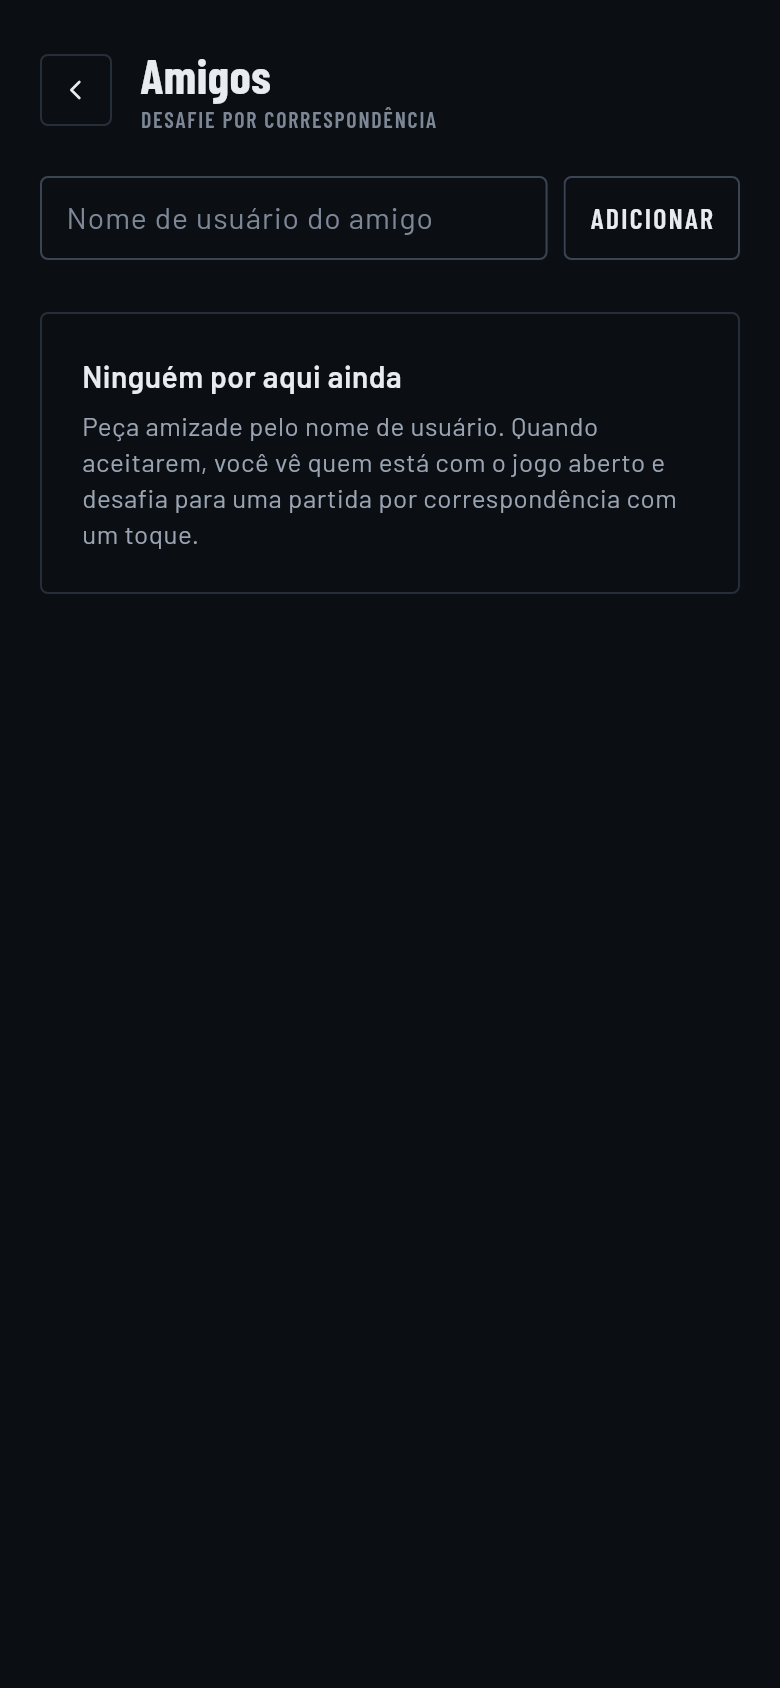 Amigos
DESAFIE POR CORRESPONDÊNCIA
Nome de usuário do amigo
ADICIONAR
Ninguém por aqui ainda
Peça amizade pelo nome de usuário. Quando
aceitarem, você vê quem está com o jogo aberto e
desafia para uma partida por correspondência com
um toque.